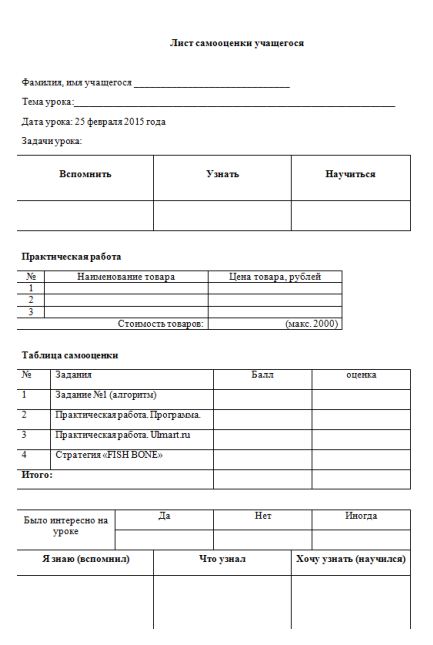 Лист самооценки учащегося
Фамилия, имя учащегося ______________________________
Тема урока:______________________________________________________________
Дата урока: 25 февраля 2015 года
Задачи урока:
Вспомнить Узнать Научиться
Практическая работа
№ Наименование товара Цена товара, рублей
1
2
3
Стоимость товаров: (макс. 2000)
Таблица самооценки
№ Задания Балл оценка
1 Задание №1 (алгоритм)
2 Практическая работа. Программа.
3 Практическая работа. Ulmart.ru
4 Стратегия «FISH BONE»
Итого:
Было интересно на уроке Да Нет Иногда
Я знаю (вспомнил) Что узнал Хочу узнать (научился)